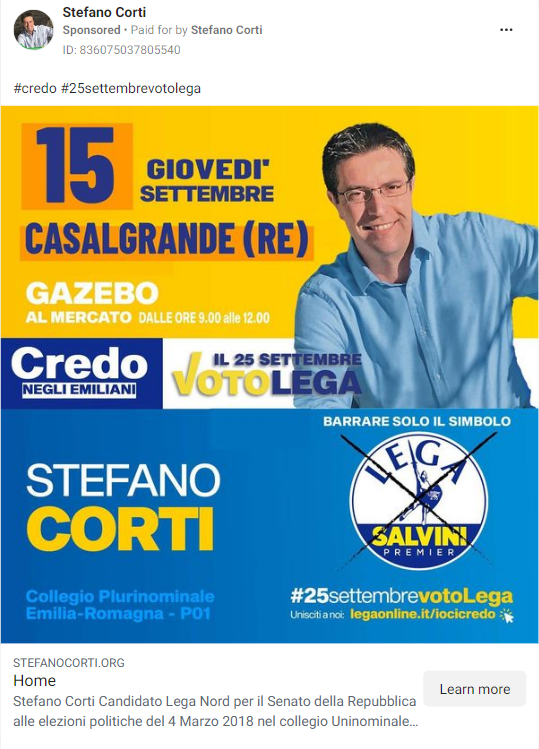 Stefano Corti
Sponsored • Paid for by Stefano Corti
ID: 836075037805540
#credo #25settembrevotolega
15
GIOVEDI'
SETTEMBRE
CASALGRANDE (RE)
GAZEBO
AL MERCATO DALLE ORE 9.00 alle 12.00
Credo
NEGLI EMILIANI
IL 25 SETTEMBRE
VOTOLEGA
BARRARE SOLO IL SIMBOLO
LEGA
SALVINI
PREMIER
STEFANO
CORTI
Collegio Plurinominale
Emilia-Romagna - P01
#25settembrevotoLega
Unisciti a noi: legaonline.it/iocicredo
STEFANOCORTI.ORG
Home
Stefano Corti Candidato Lega Nord per il Senato della Repubblica
alle elezioni politiche del 4 Marzo 2018 nel collegio Uninominale...
Learn more